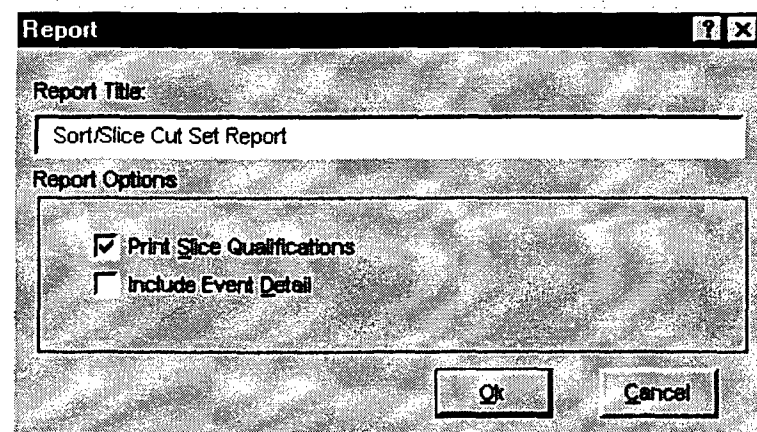 Report ? X
Report Title:
Sort/Slice Cut Set Report
Report Options
Print Slice Qualifications
Include Event Detail
Ok Cancel